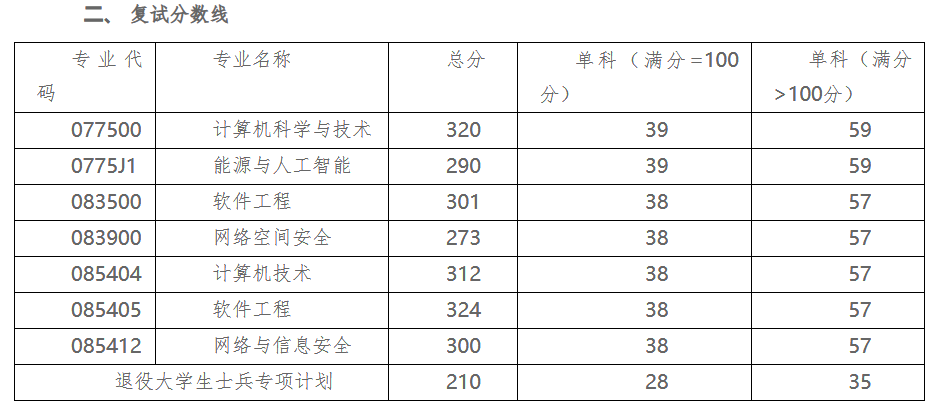 二、 复试分数线
专业代码 专业名称 总分 单科（满分=100分） 单科（满分>100分）
077500 计算机科学与技术 320 39 59
0775J1 能源与人工智能 290 39 59
083500 软件工程 301 38 57
083900 网络空间安全 273 38 57
085404 计算机技术 312 38 57
085405 软件工程 324 38 57
085412 网络与信息安全 300 38 57
退役大学生士兵专项计划 210 28 35